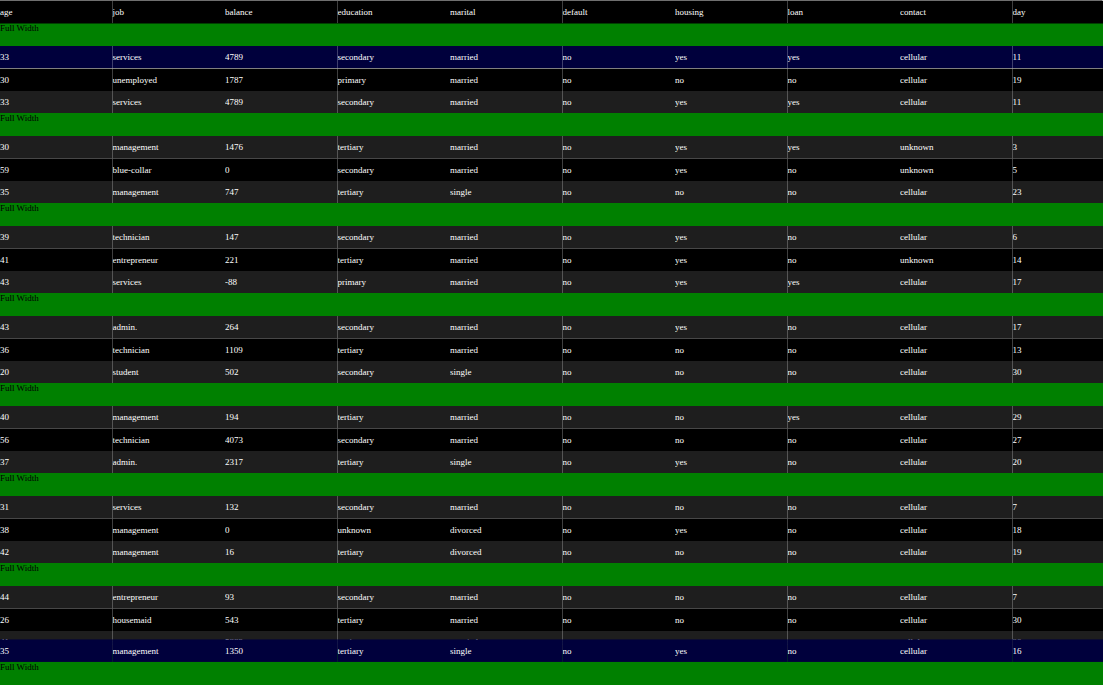 age job balance education marital default housing loan contact day
Full Width
33 services 4789 secondary married no yes yes cellular 11
30 unemployed 1787 primary married no no no cellular 19
33 services 4789 secondary married no yes yes cellular 11
Full Width
30 management 1476 tertiary married no yes yes unknown 3
59 blue-collar 0 secondary married no yes no unknown 5
35 management 747 tertiary single no no no cellular 23
Full Width
39 technician 147 secondary married no yes no cellular 6
41 entrepreneur 221 tertiary married no yes no unknown 14
43 services -88 primary married no yes yes cellular 17
Full Width
43 admin. 264 secondary married no yes no cellular 17
36 technician 1109 tertiary married no no no cellular 13
20 student 502 secondary single no no no cellular 30
Full Width
40 management 194 tertiary married no no yes cellular 29
56 technician 4073 secondary married no no no cellular 27
37 admin. 2317 tertiary single no yes no cellular 20
Full Width
31 services 132 secondary married no no no cellular 7
38 management 0 unknown divorced no yes no cellular 18
42 management 16 tertiary divorced no no no cellular 19
Full Width
44 entrepreneur 93 secondary married no no no cellular 7
26 housemaid 543 tertiary married no no no cellular 30
35 management 1350 tertiary single no yes no cellular 16
Full Width